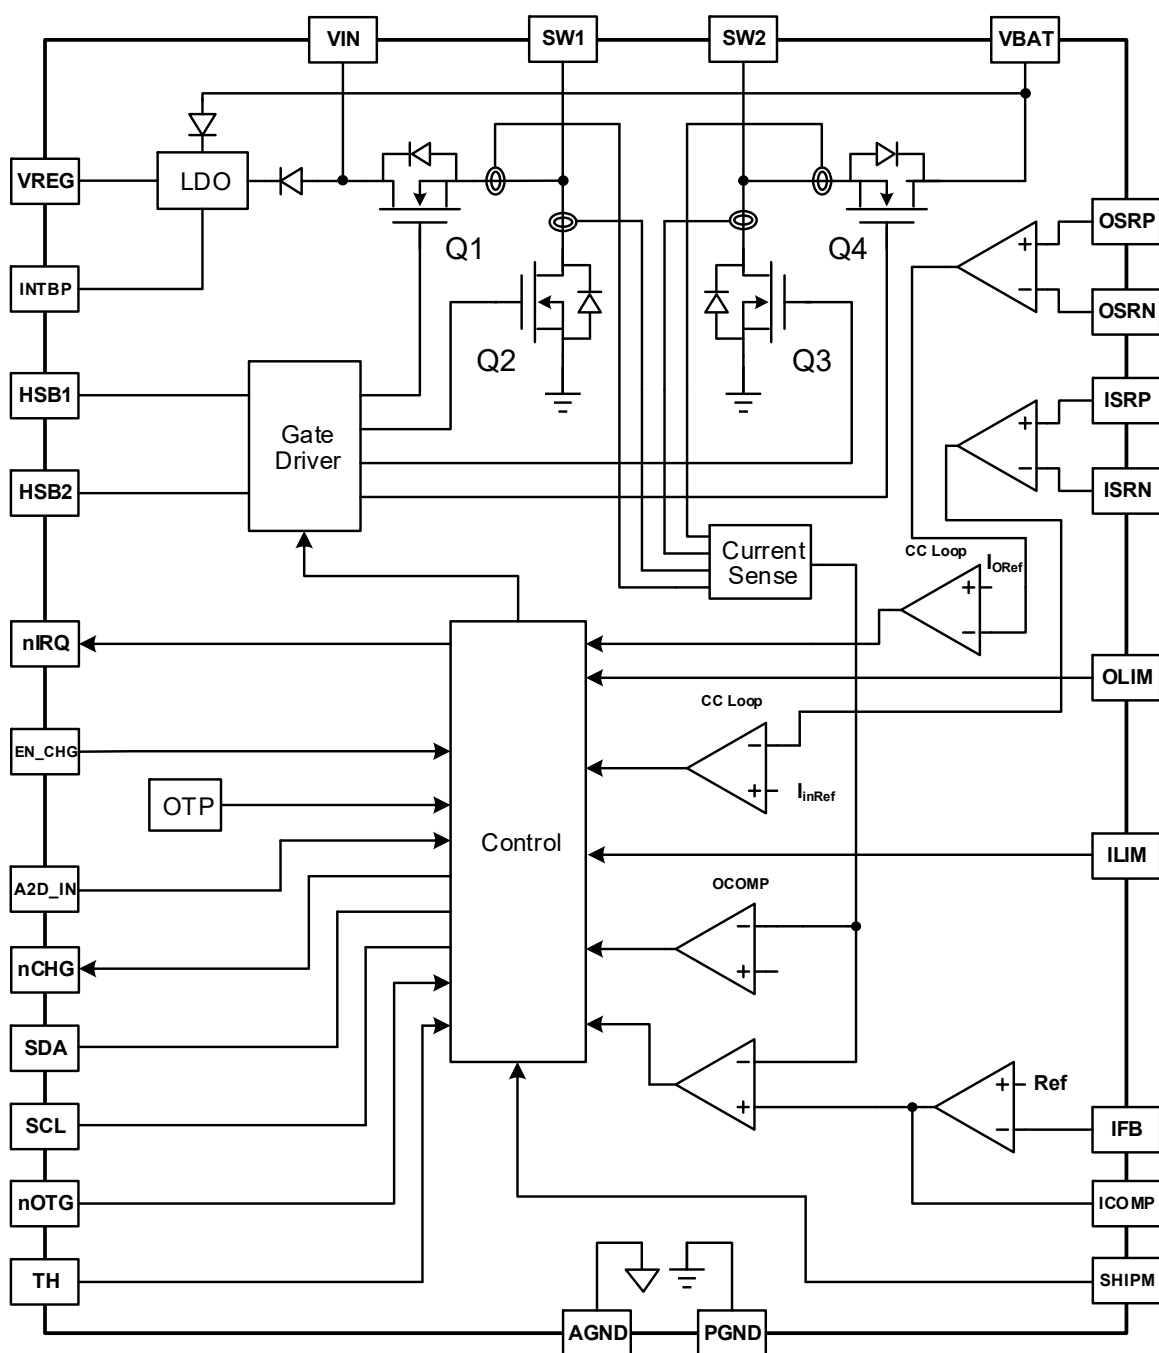 VIN
SW1
SW2
VBAT
VREG
LDO
OSRP
Q1
Q4
+
INTBP
−
OSRN
Q2
Q3
HSB1
ISRP
+
Gate
Driver
−
HSB2
ISRN
Current
Sense
CC Loop
IORef
+
nIRQ
−
OLIM
CC Loop
EN_CHG
−
OTP
+
IinRef
Control
ILIM
A2D_IN
OCOMP
−
nCHG
+
SDA
−
+
Ref
+
SCL
−
IFB
nOTG
ICOMP
TH
SHIPM
AGND
PGND